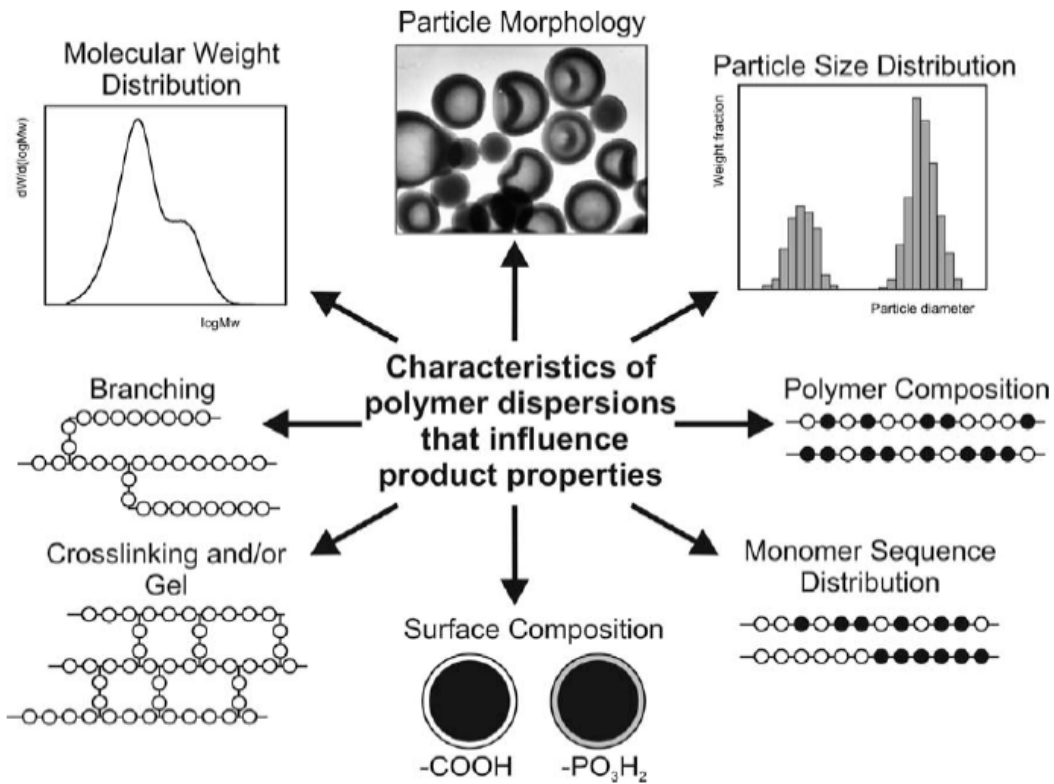 Particle Morphology
Molecular Weight
Distribution
dW/d(logMw)
logMw
Particle Size Distribution
Weight fraction
Particle diameter
Characteristics of
polymer dispersions
that influence
product properties
Branching
Polymer Composition
Crosslinking and/or
Gel
Monomer Sequence
Distribution
Surface Composition
-COOH
-PO₃H₂